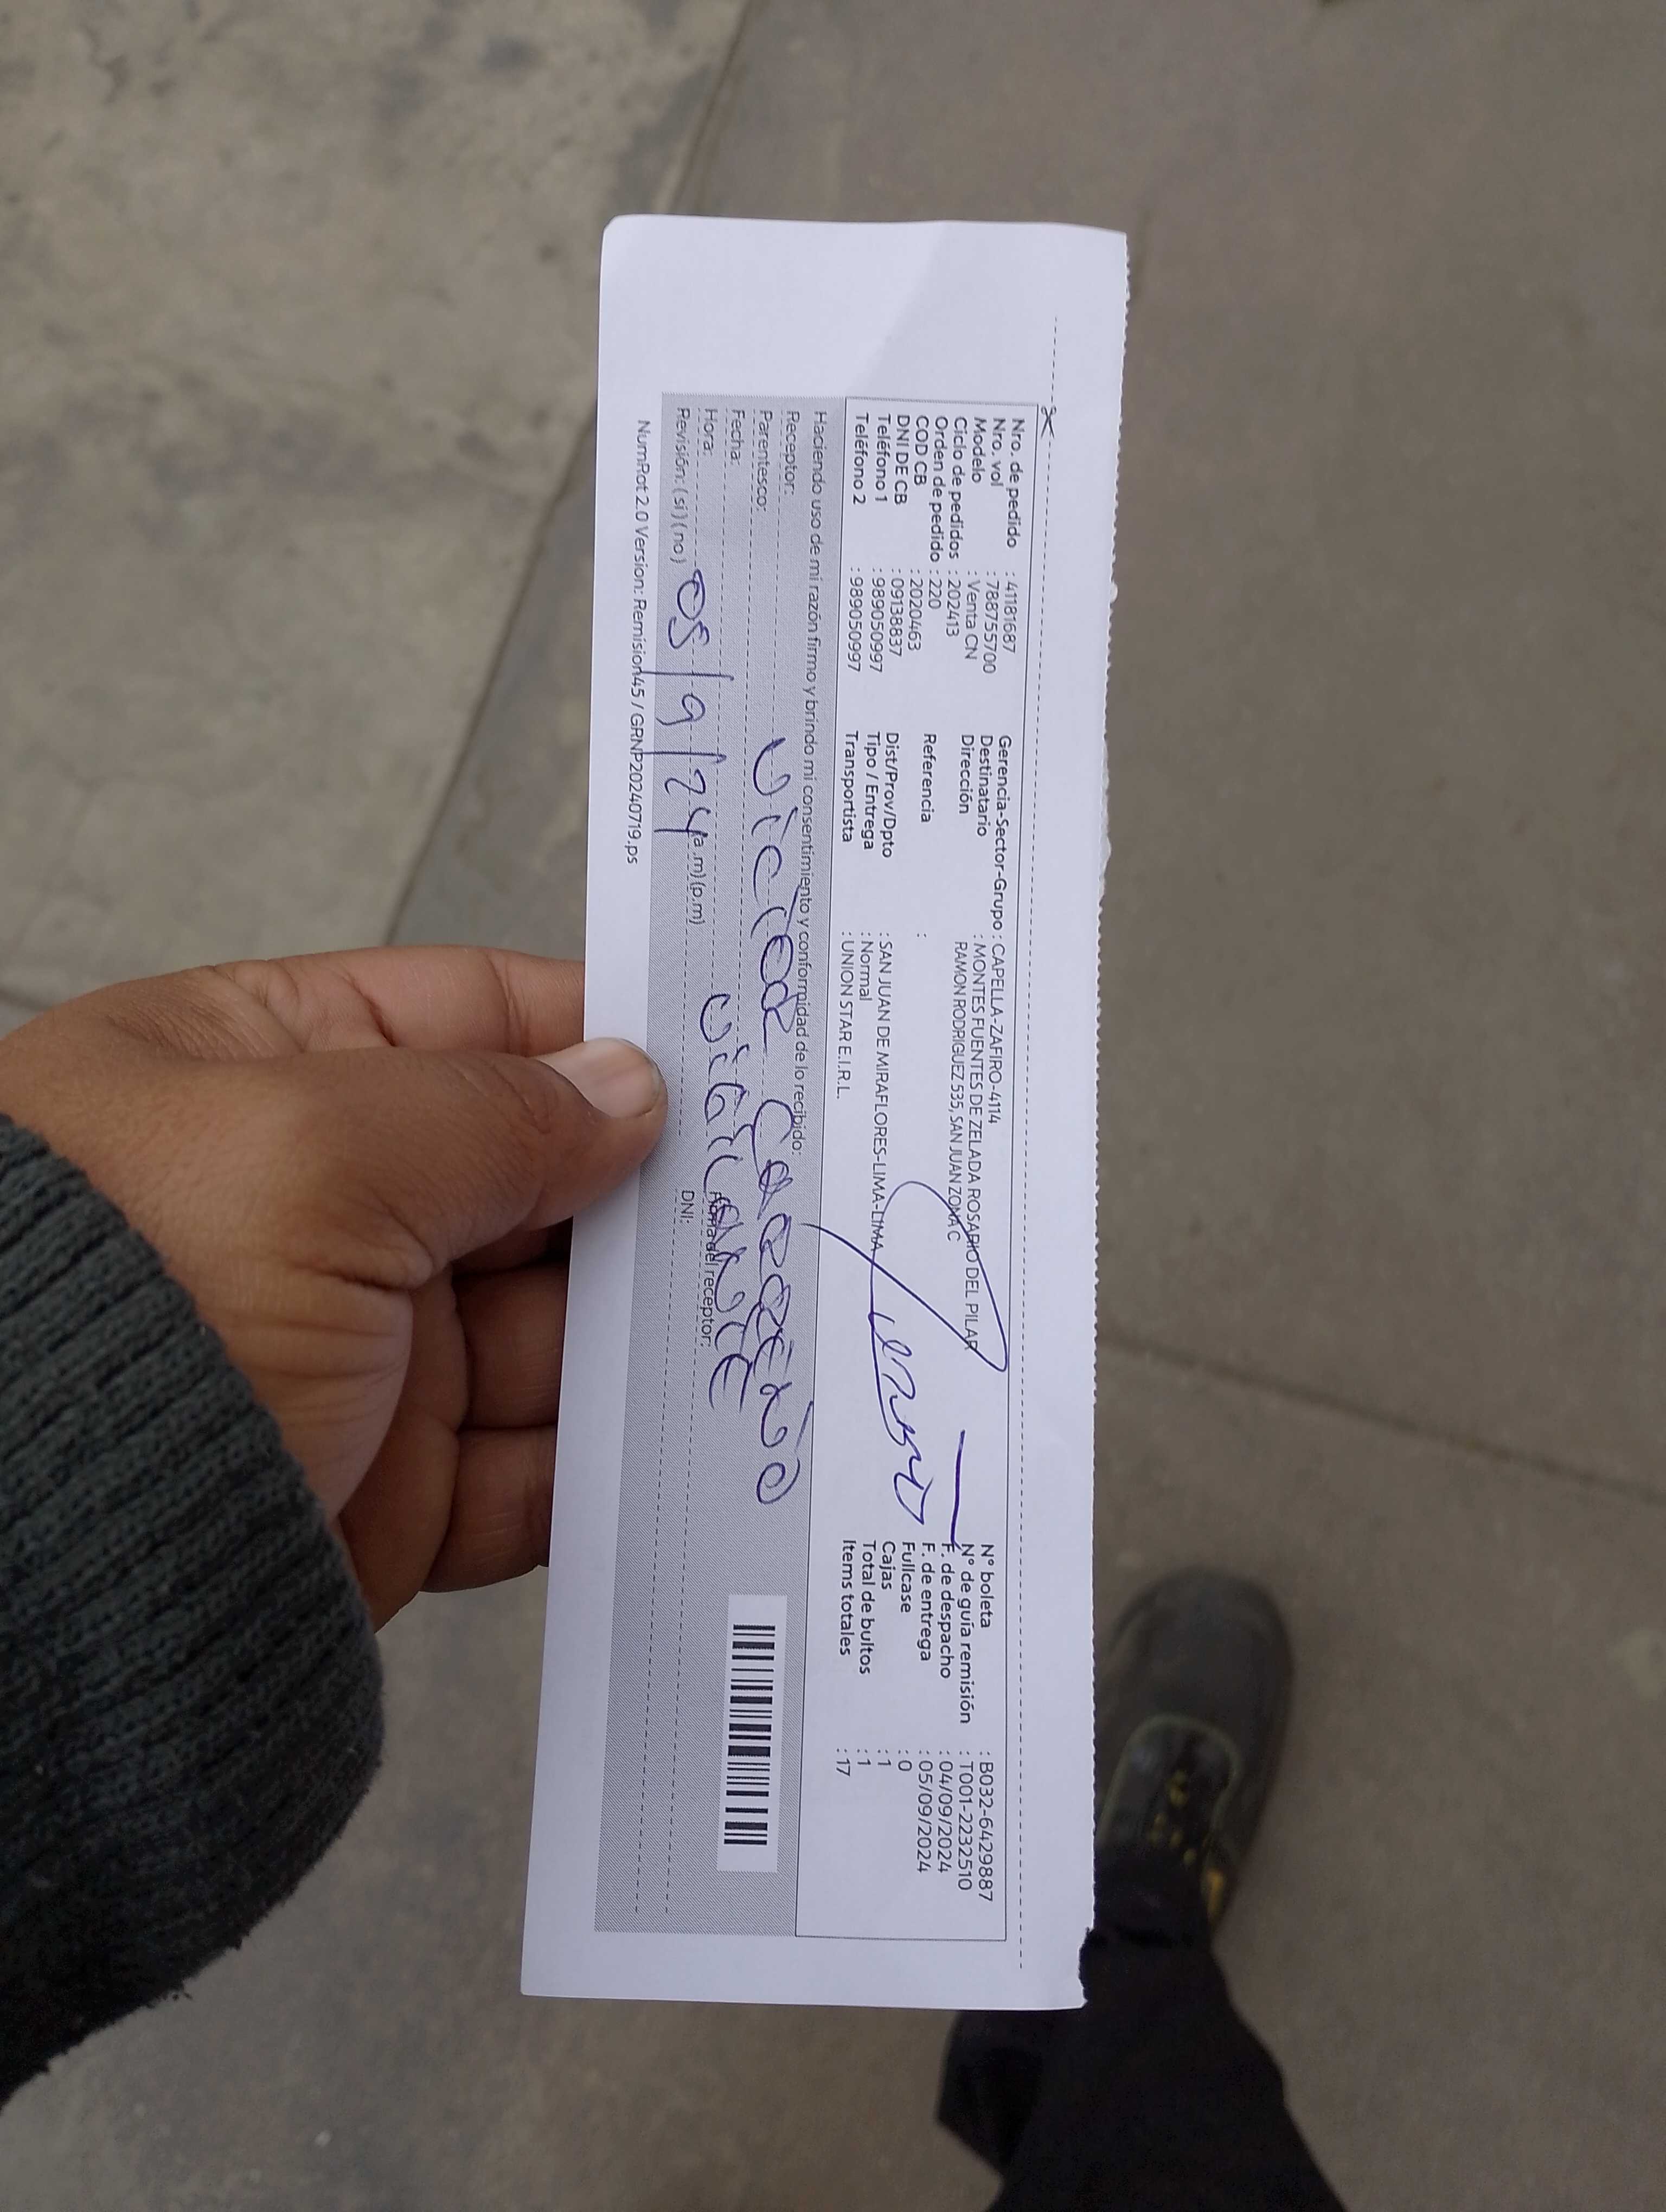 Nro. de pedido : 41181687
Nro. vol : 788755700
Modelo : Venta CN
Ciclo de pedidos : 202413
Orden de pedido : 220
COD CB : 2020463
DNI DE CB : 09138837
Teléfono 1 : 989050997
Teléfono 2 : 989050997
Gerencia-Sector-Grupo : CAPELLA-ZAFIRO-4114
Destinatario : MONTES FUENTES DE ZELADA ROSARIO DEL PILAR
Dirección RAMON RODRIGUEZ 535, SAN JUAN ZONA C
Referencia :
Dist/Prov/Dpto : SAN JUAN DE MIRAFLORES-LIMA-LIMA
Tipo / Entrega : Normal
Transportista : UNION STAR E.I.R.L.
N° boleta : B032-6429887
N° de guía remisión : T001-2232510
F. de despacho : 04/09/2024
F. de entrega : 05/09/2024
Fullcase : 0
Cajas : 1
Total de bultos : 1
Items totales : 17
Haciendo uso de mi razón firmo y brindo mi consentimiento y conformidad de lo recibido:
Receptor:
Parentesco: Victor
Fecha:
Hora: (a.m)(p.m) Firma del receptor:
Revisión: (si) (no) 05/9/24 DNI:
NumRot 2.0 Version: Remision45 / GRNP20240719.ps